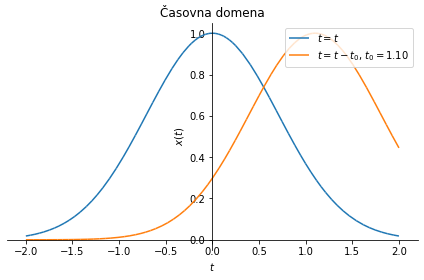 Časovna domena
t = t
t = t − t₀, t₀ = 1.10
x(t)
1.0
0.8
0.6
0.4
0.2
0.0
−2.0 −1.5 −1.0 −0.5 0.0 0.5 1.0 1.5 2.0
t